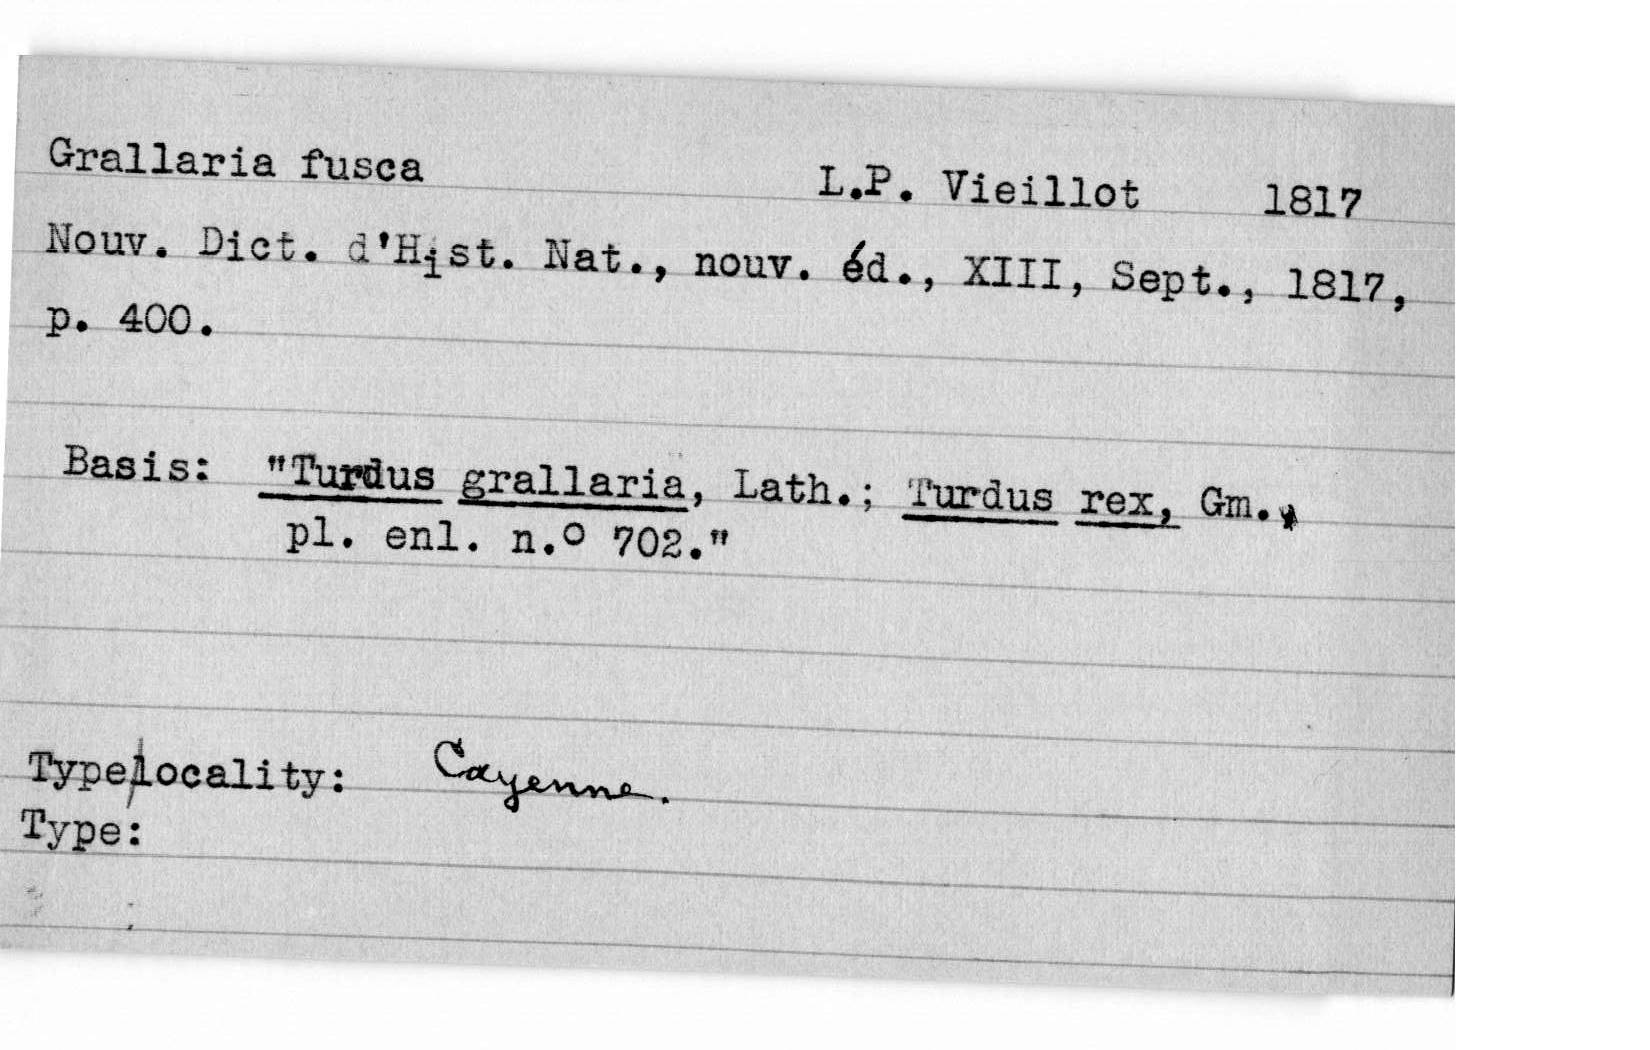 Grallaria fusca L.P. Vieillot 1817
Nouv. Dict. d'Hist. Nat., nouv. éd., XIII, Sept., 1817,
p. 400.
Basis: "Turdus grallaria, Lath.; Turdus rex, Gm.,
pl. enl. n.º 702."
Type/locality: Cayenne.
Type: